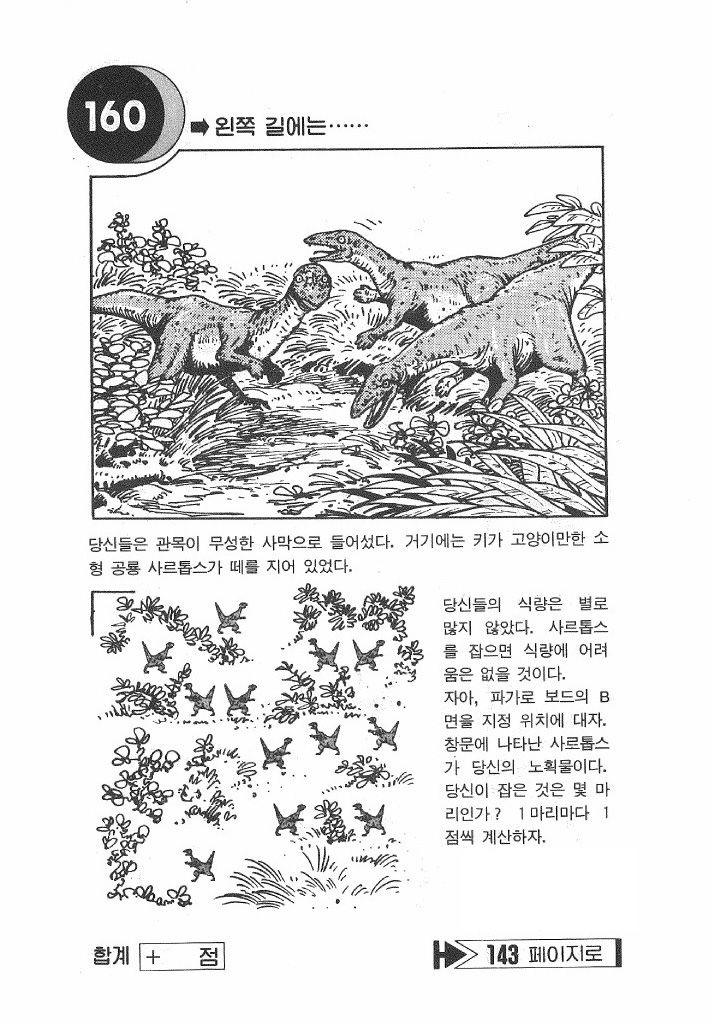 160
➡ 왼쪽 길에는……
당신들은 관목이 무성한 사막으로 들어섰다. 거기에는 키가 고양이만한 소
형 공룡 사르톱스가 떼를 지어 있었다.
당신들의 식량은 별로
많지 않았다. 사르톱스
를 잡으면 식량에 어려
움은 없을 것이다.
자아, 파가로 보드의 B
면을 지정 위치에 대자.
창문에 나타난 사로톱스
가 당신의 노획물이다.
당신이 잡은 것은 몇 마
리인가? 1마리마다 1
점씩 계산하자.
합계 + 점
143 페이지로